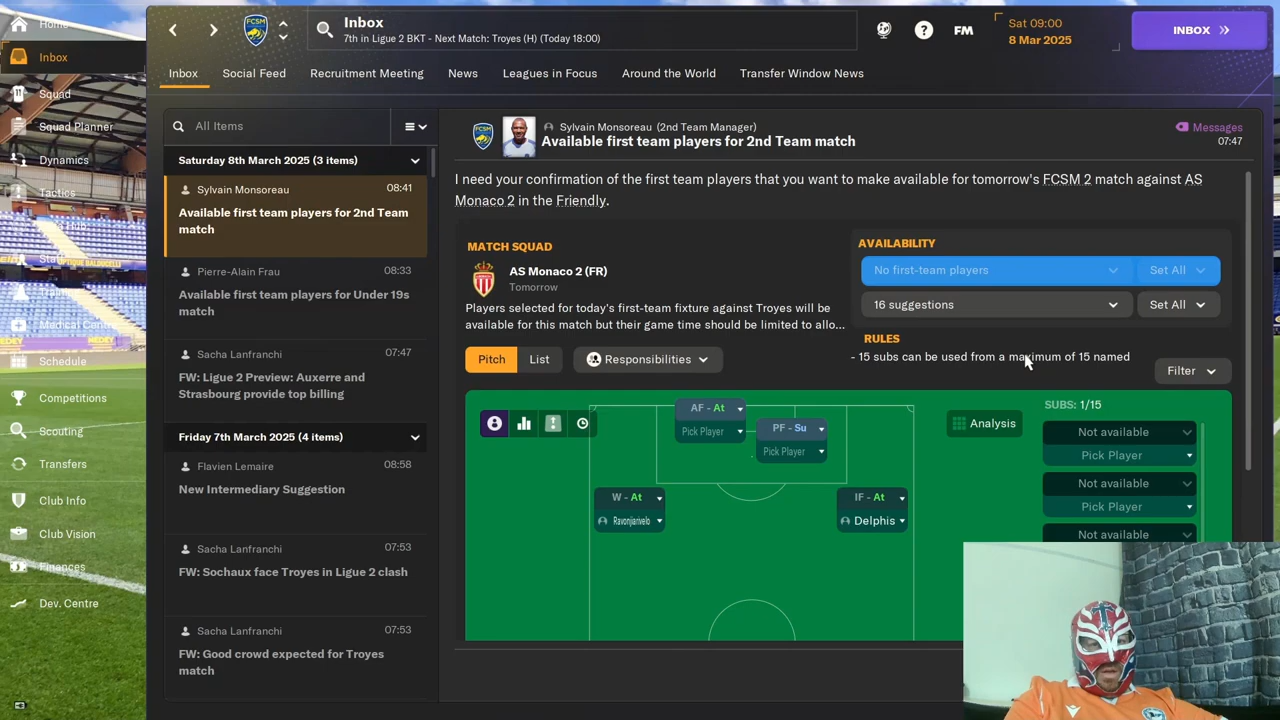 Home
Inbox
Squad
Squad Planner
Dynamics
Tactics
Medical Centre
Schedule
Competitions
Scouting
Transfers
Club Info
Club Vision
Finances
Dev. Centre
FCSM
Inbox
7th in Ligue 2 BKT - Next Match: Troyes (H) (Today 18:00)
FM
Sat 09:00
8 Mar 2025
INBOX
Inbox
Social Feed
Recruitment Meeting
News
Leagues in Focus
Around the World
Transfer Window News
All Items
Saturday 8th March 2025 (3 items)
Sylvain Monsoreau 08:41
Available first team players for 2nd Team
match
Pierre-Alain Frau 08:33
Available first team players for Under 19s
match
Sacha Lanfranchi 07:47
FW: Ligue 2 Preview: Auxerre and
Strasbourg provide top billing
Friday 7th March 2025 (4 items)
Flavien Lemaire 08:58
New Intermediary Suggestion
Sacha Lanfranchi 07:53
FW: Sochaux face Troyes in Ligue 2 clash
Sacha Lanfranchi 07:53
FW: Good crowd expected for Troyes
match
Sylvain Monsoreau (2nd Team Manager)
Available first team players for 2nd Team match
Messages
07:47
I need your confirmation of the first team players that you want to make available for tomorrow's FCSM 2 match against AS
Monaco 2 in the Friendly.
MATCH SQUAD
AS Monaco 2 (FR)
Tomorrow
Players selected for today's first-team fixture against Troyes will be
available for this match but their game time should be limited to allo...
AVAILABILITY
No first-team players Set All
16 suggestions Set All
RULES
- 15 subs can be used from a maximum of 15 named
Pitch List Responsibilities
Filter
AF - At
Pick Player
PF - Su
Pick Player
W - At
Ravonjiarivelo
IF - At
Delphis
Analysis
SUBS: 1/15
Not available
Pick Player
Not available
Pick Player
Not available